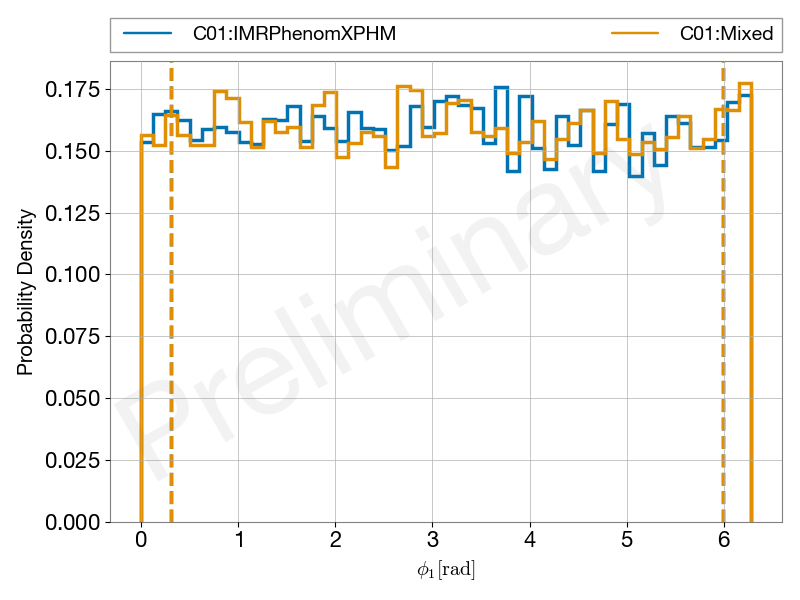 C01:IMRPhenomXPHM C01:Mixed
0.175
0.150
0.125
0.100
0.075
0.050
0.025
0.000
Probability Density
Preliminary
0 1 2 3 4 5 6
ϕ₁[rad]